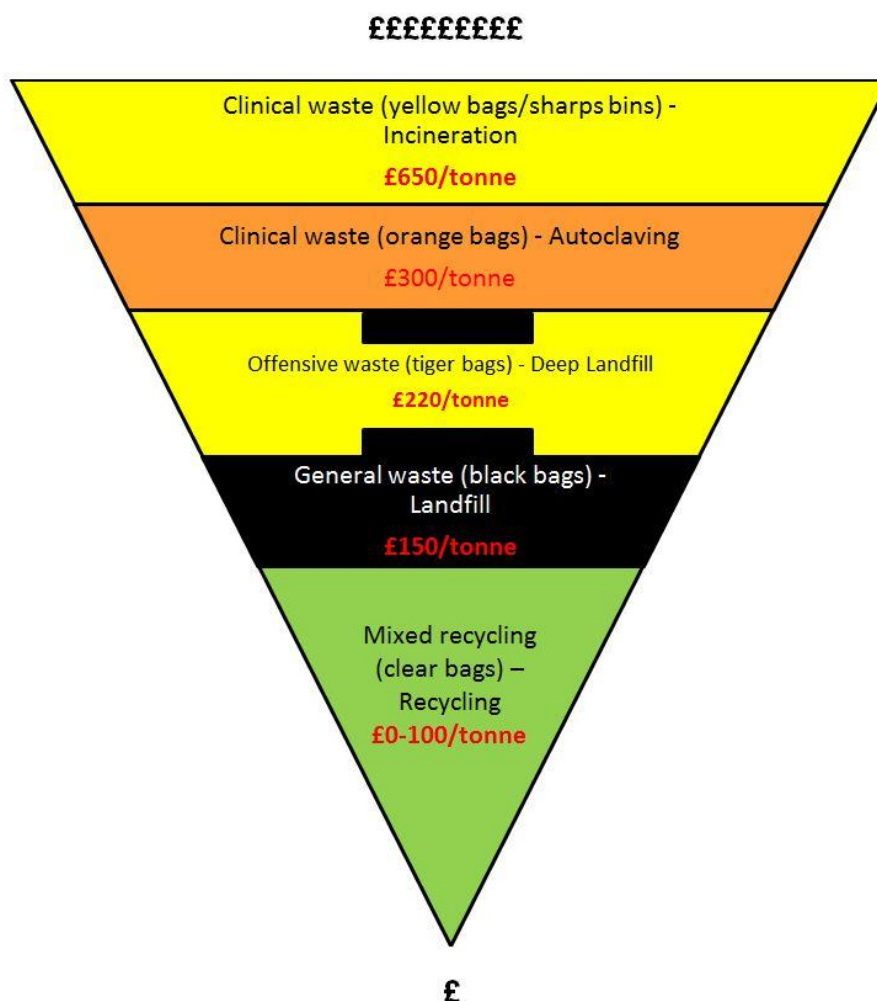 £££££££££
Clinical waste (yellow bags/sharps bins) -
Incineration
£650/tonne
Clinical waste (orange bags) - Autoclaving
£300/tonne
Offensive waste (tiger bags) - Deep Landfill
£220/tonne
General waste (black bags) -
Landfill
£150/tonne
Mixed recycling
(clear bags) –
Recycling
£0-100/tonne
£